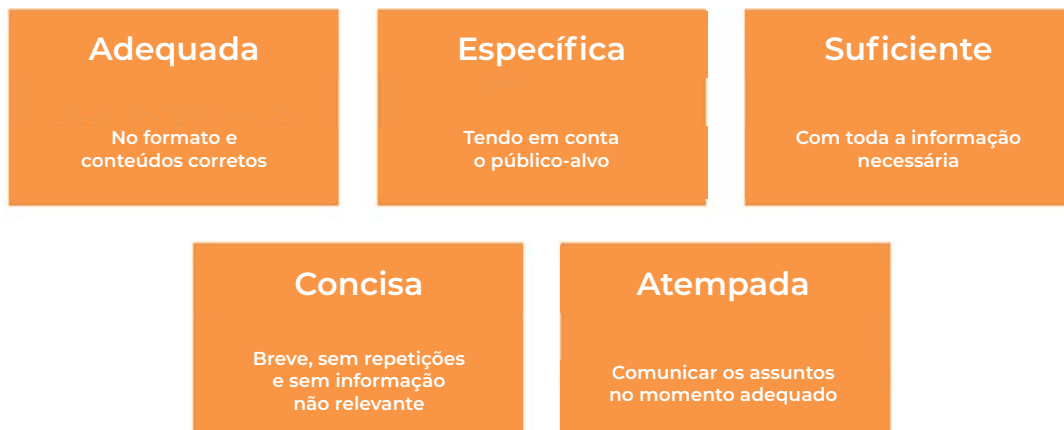 Adequada
No formato e
conteúdos corretos
Específica
Tendo em conta
o público-alvo
Suficiente
Com toda a informação
necessária
Concisa
Breve, sem repetições
e sem informação
não relevante
Atempada
Comunicar os assuntos
no momento adequado